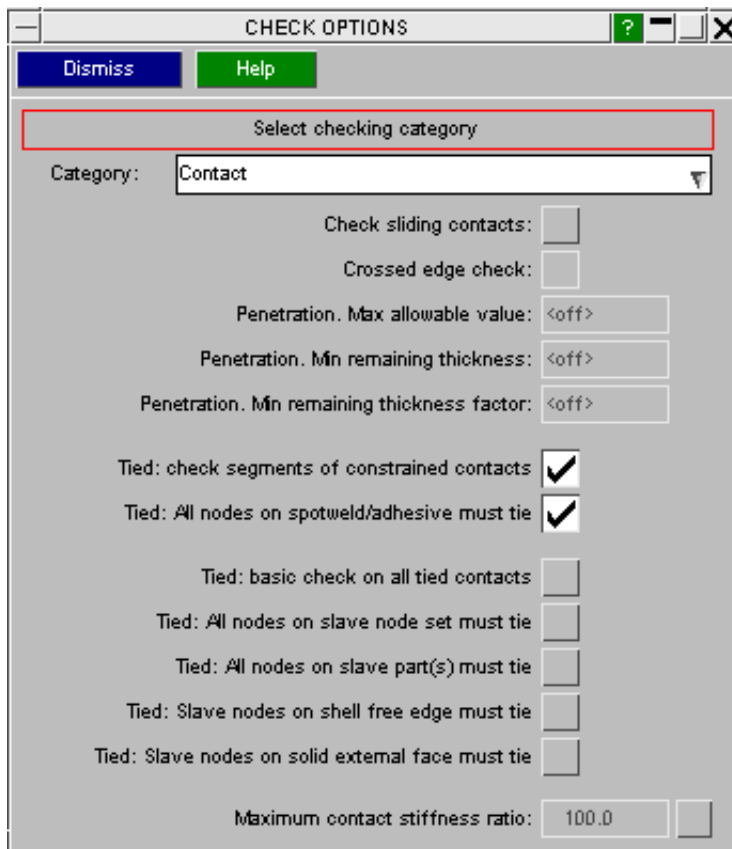 CHECK OPTIONS ?
Dismiss Help
Select checking category
Category: Contact
Check sliding contacts:
Crossed edge check:
Penetration. Max allowable value: <off>
Penetration. Min remaining thickness: <off>
Penetration. Min remaining thickness factor: <off>
Tied: check segments of constrained contacts
Tied: All nodes on spotweld/adhesive must tie
Tied: basic check on all tied contacts
Tied: All nodes on slave node set must tie
Tied: All nodes on slave part(s) must tie
Tied: Slave nodes on shell free edge must tie
Tied: Slave nodes on solid external face must tie
Maximum contact stiffness ratio: 100.0